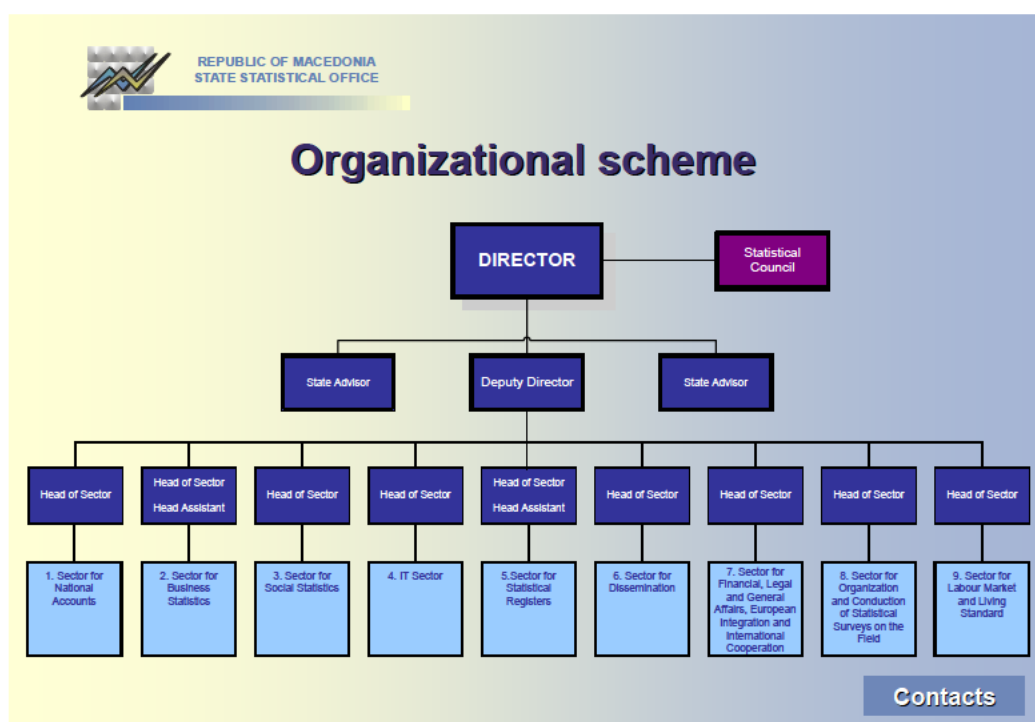 REPUBLIC OF MACEDONIA
STATE STATISTICAL OFFICE
Organizational scheme
DIRECTOR
Statistical
Council
State Advisor
Deputy Director
State Advisor
Head of Sector
Head of Sector
Head Assistant
Head of Sector
Head of Sector
Head of Sector
Head Assistant
Head of Sector
Head of Sector
Head of Sector
Head of Sector
1. Sector for
National
Accounts
2. Sector for
Business
Statistics
3. Sector for
Social Statistics
4. IT Sector
5.Sector for
Statistical
Registers
6. Sector for
Dissemination
7. Sector for
Financial, Legal
and General
Affairs, European
Integration and
International
Cooperation
8. Sector for
Organization
and Conduction
of Statistical
Surveys on the
Field
9. Sector for
Labour Market
and Living
Standard
Contacts